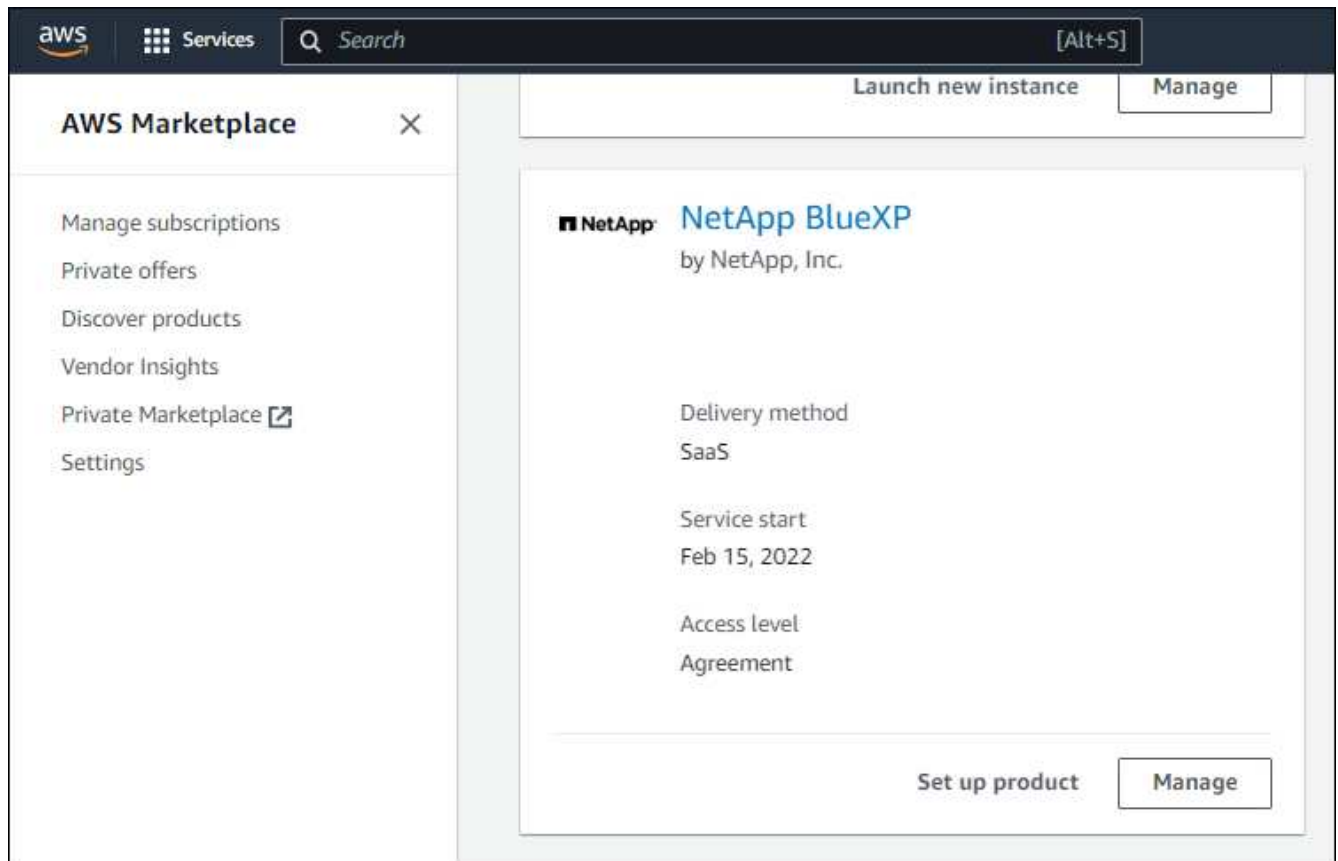 aws
Services
Search
[Alt+S]
AWS Marketplace
Manage subscriptions
Private offers
Discover products
Vendor Insights
Private Marketplace
Settings
Launch new instance
Manage
NetApp
NetApp BlueXP
by NetApp, Inc.
Delivery method
SaaS
Service start
Feb 15, 2022
Access level
Agreement
Set up product
Manage